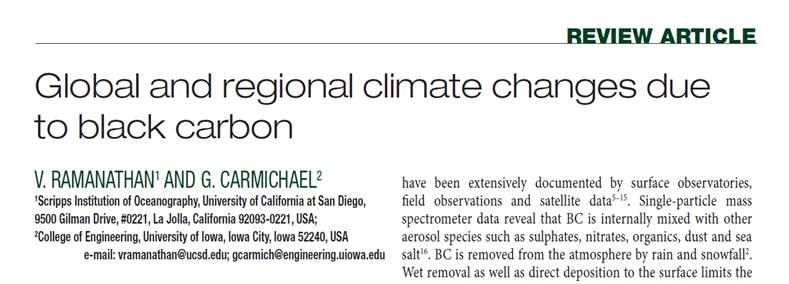 REVIEW ARTICLE
Global and regional climate changes due
to black carbon
V. RAMANATHAN¹ AND G. CARMICHAEL²
¹Scripps Institution of Oceanography, University of California at San Diego,
9500 Gilman Drive, #0221, La Jolla, California 92093-0221, USA;
²College of Engineering, University of Iowa, Iowa City, Iowa 52240, USA
e-mail: vramanathan@ucsd.edu; gcarmich@engineering.uiowa.edu
have been extensively documented by surface observatories,
field observations and satellite data⁵⁻¹⁵. Single-particle mass
spectrometer data reveal that BC is internally mixed with other
aerosol species such as sulphates, nitrates, organics, dust and sea
salt¹⁶. BC is removed from the atmosphere by rain and snowfall².
Wet removal as well as direct deposition to the surface limits the